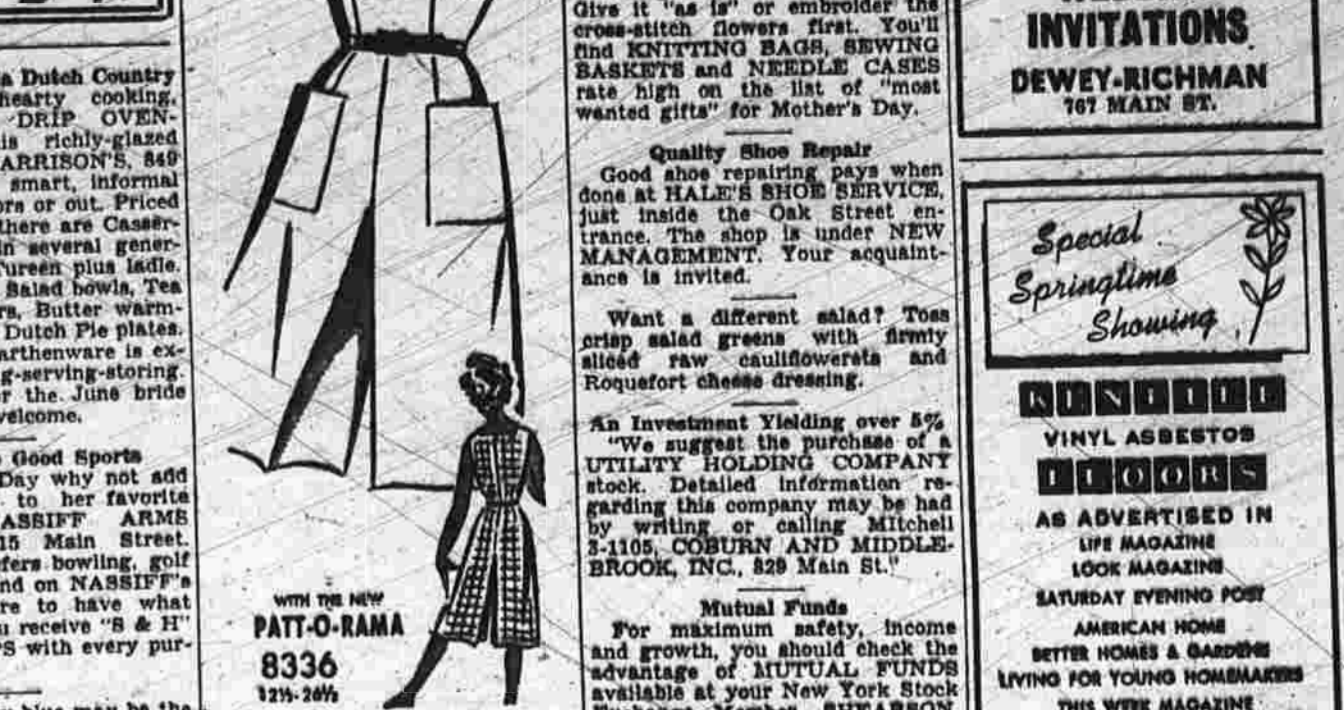 a Dutch Country
hearty cooking.
DRIP OVEN-
is richly-glazed
ARRISON'S, 849
smart, informal
ors or out. Priced
there are Casser-
in several gener-
Tureen plus ladle.
Salad bowls, Tea
rs, Butter warm-
Dutch Pie plates.
arthenware is ex-
g-serving-storing.
r the June bride
welcome.
Good Sports
Day why not add
to her favorite
ASSIFF ARMS
15 Main Street.
efers bowling, golf
nd on NASSIFF's
re to have what
u receive "S & H"
PS with every pur-
blue may be the
WITH THE NEW
PATT-O-RAMA
8336
12½-26½
Give it "as is" or embroider the
cross-stitch flowers first. You'll
find KNITTING BAGS, SEWING
BASKETS and NEEDLE CASES
rate high on the list of "most
wanted gifts" for Mother's Day.
Quality Shoe Repair
Good shoe repairing pays when
done at HALE'S SHOE SERVICE,
just inside the Oak Street en-
trance. The shop is under NEW
MANAGEMENT. Your acquaint-
ance is invited.
Want a different salad? Toss
crisp salad greens with firmly
sliced raw cauliflowerets and
Roquefort cheese dressing.
An Investment Yielding over 5%
"We suggest the purchase of a
UTILITY HOLDING COMPANY
stock. Detailed information re-
garding this company may be had
by writing or calling MItchell
3-1105, COBURN AND MIDDLE-
BROOK, INC., 829 Main St."
Mutual Funds
For maximum safety, income
and growth, you should check the
advantage of MUTUAL FUNDS
available at your New York Stock
INVITATIONS
DEWEY-RICHMAN
767 MAIN ST.
Special
Springtime
Showing
KENTILE
VINYL ASBESTOS
FLOORS
AS ADVERTISED IN
LIFE MAGAZINE
LOOK MAGAZINE
SATURDAY EVENING POST
AMERICAN HOME
BETTER HOMES & GARDENS
LIVING FOR YOUNG HOMEMAKERS
THIS WEEK MAGAZINE